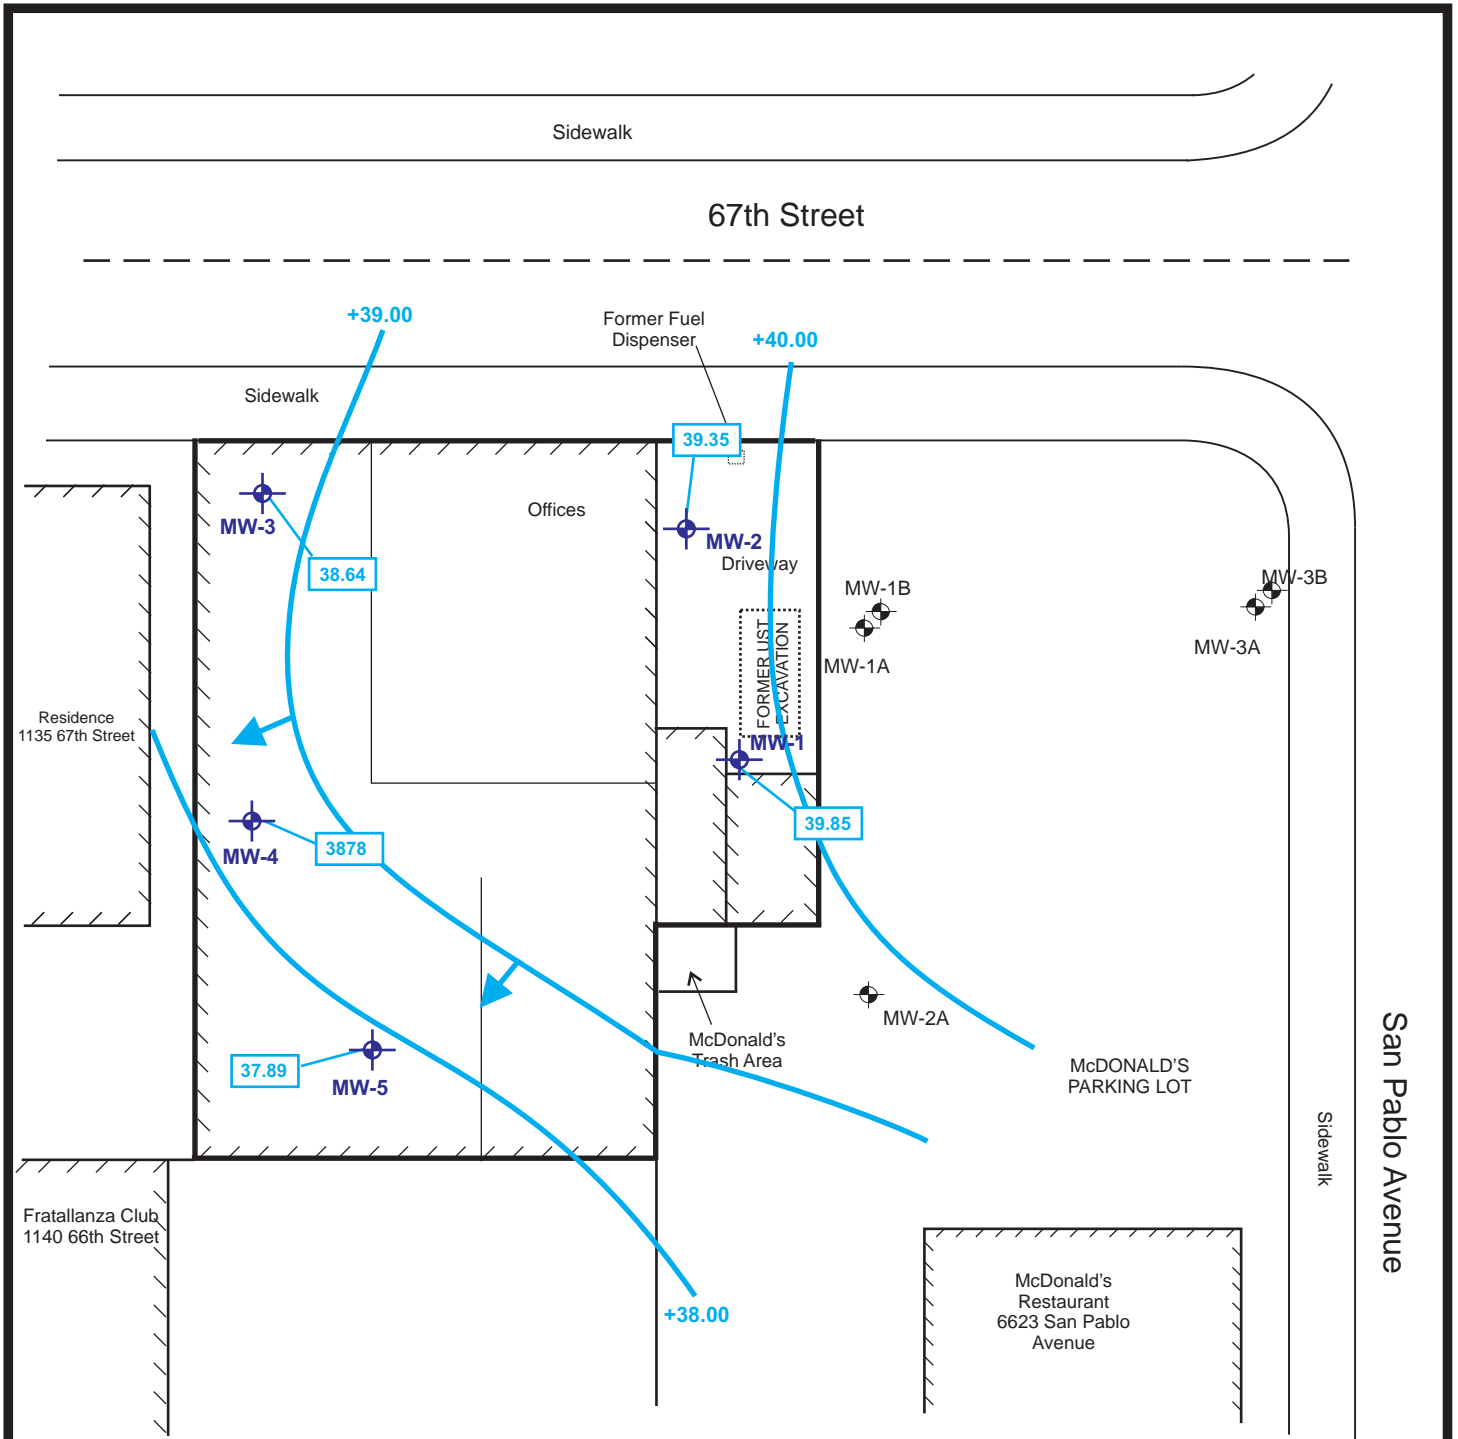 Sidewalk
67th Street
+39.00
Former Fuel
Dispenser
+40.00
Sidewalk
39.35
MW-3
Offices
MW-2
Driveway
38.64
MW-1B
MW-3B
MW-1A
MW-3A
FORMER UST
EXCAVATION
Residence
1135 67th Street
MW-1
39.85
3878
MW-4
MW-2A
McDonald's
Trash Area
37.89
MW-5
McDONALD'S
PARKING LOT
San Pablo Avenue
Sidewalk
Fratallanza Club
1140 66th Street
McDonald's
Restaurant
6623 San Pablo
Avenue
+38.00